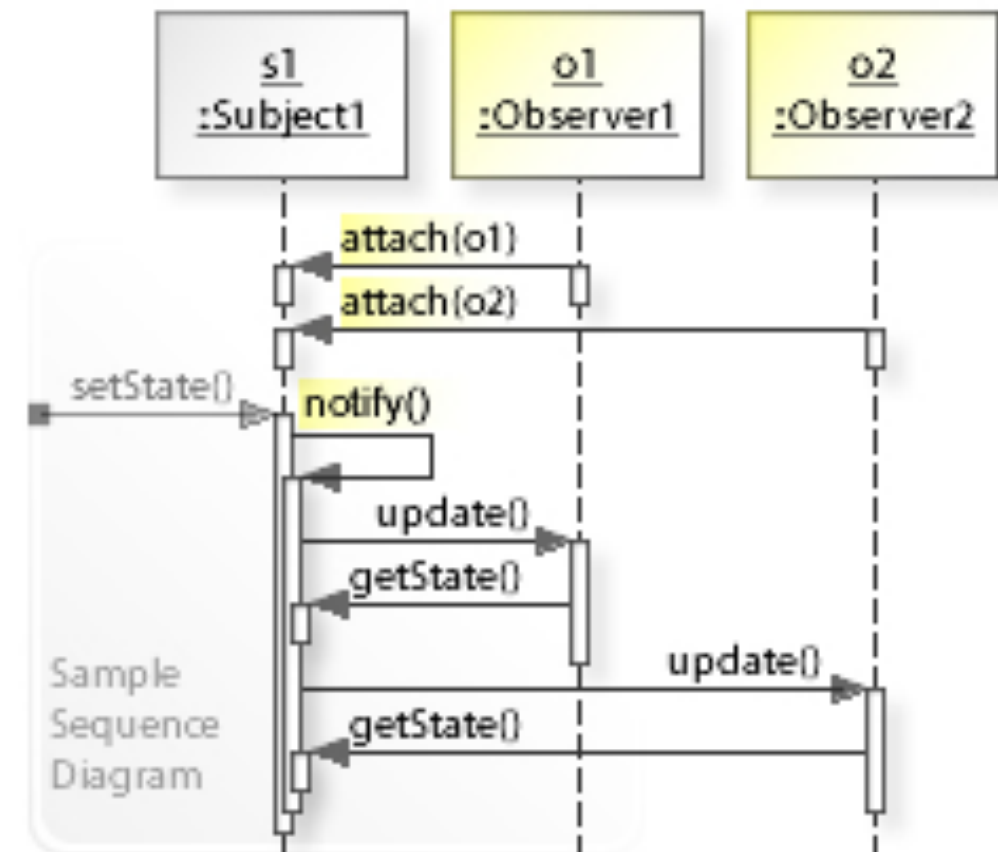 s1
:Subject1
o1
:Observer1
o2
:Observer2
attach(o1)
attach(o2)
setState()
notify()
update()
getState()
update()
getState()
Sample
Sequence
Diagram